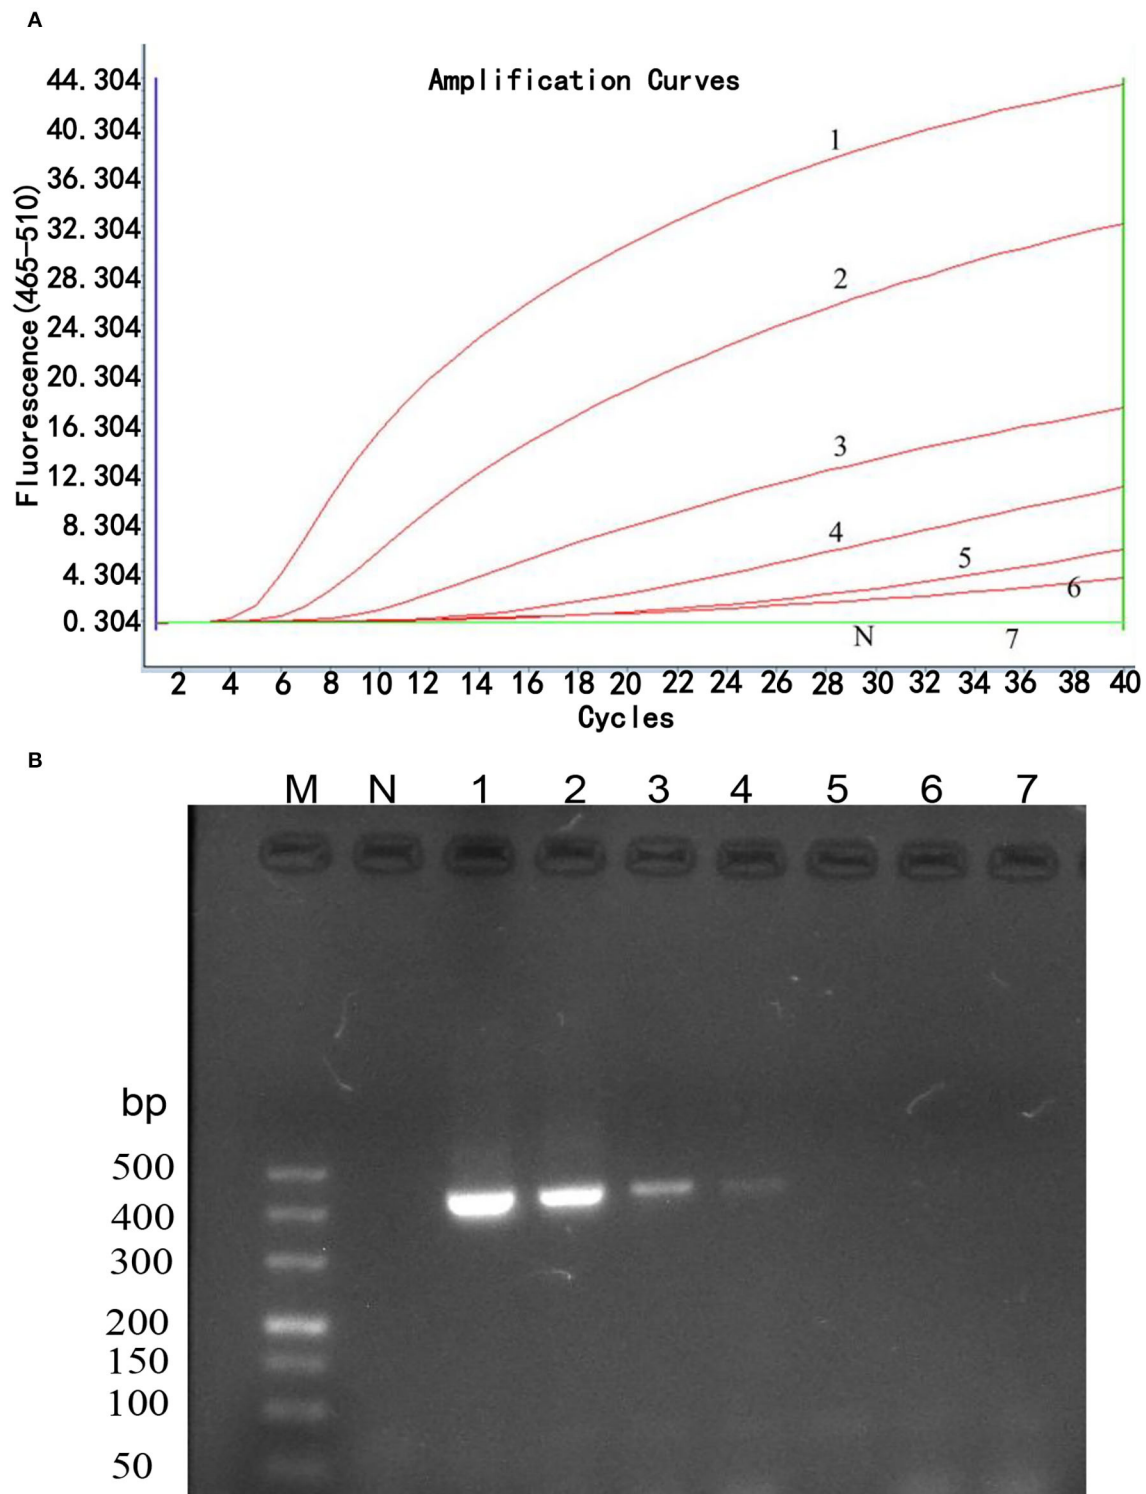 A
Amplification Curves
Fluorescence(465-510)
44.304
40.304
36.304
32.304
28.304
24.304
20.304
16.304
12.304
8.304
4.304
0.304
1
2
3
4
5
6
N 7
2 4 6 8 10 12 14 16 18 20 22 24 26 28 30 32 34 36 38 40
Cycles
B
M N 1 2 3 4 5 6 7
bp
500
400
300
200
150
100
50